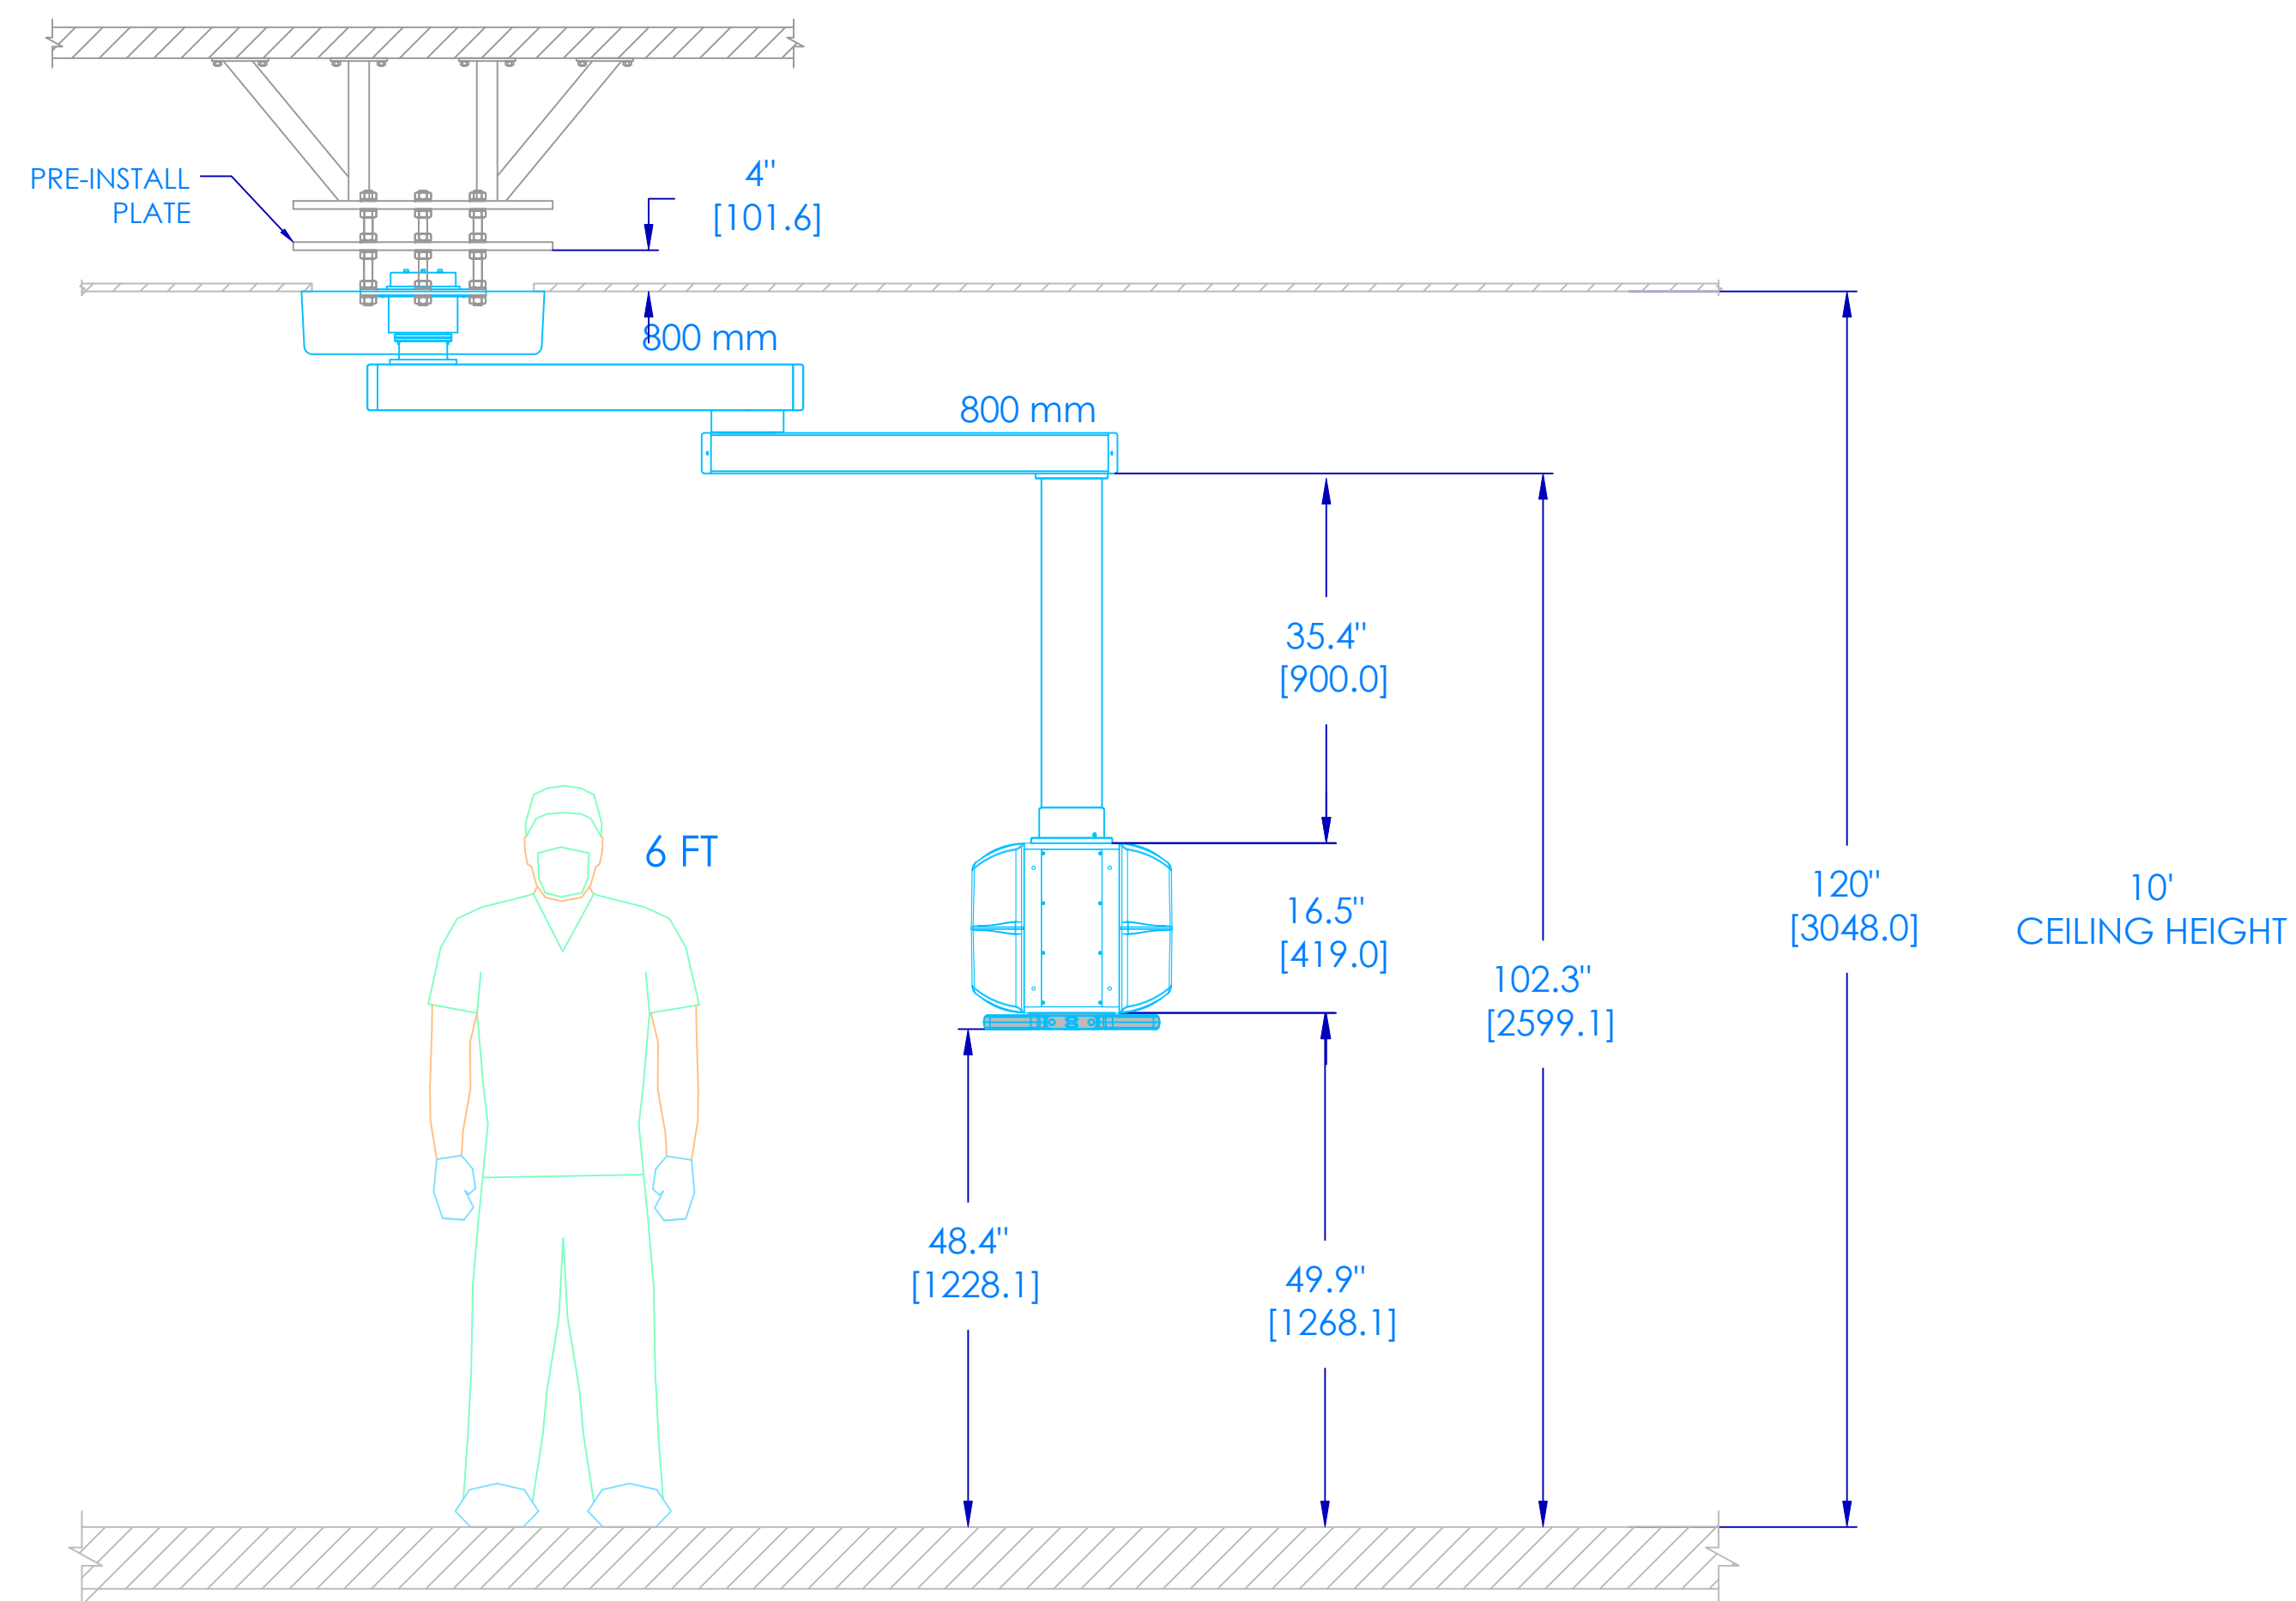 PRE-INSTALL
PLATE
4"
[101.6]
800 mm
800 mm
35.4"
[900.0]
6 FT
16.5"
[419.0]
102.3"
[2599.1]
120"
[3048.0]
10'
CEILING HEIGHT
48.4"
[1228.1]
49.9"
[1268.1]